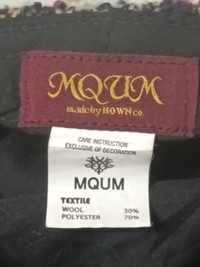 MQUM
made by HOWN co.
CARE INSTRUCTION
EXCLUSIVE OF DECORATION
MQUM
TEXTILE
WOOL 30%
POLYESTER 70%